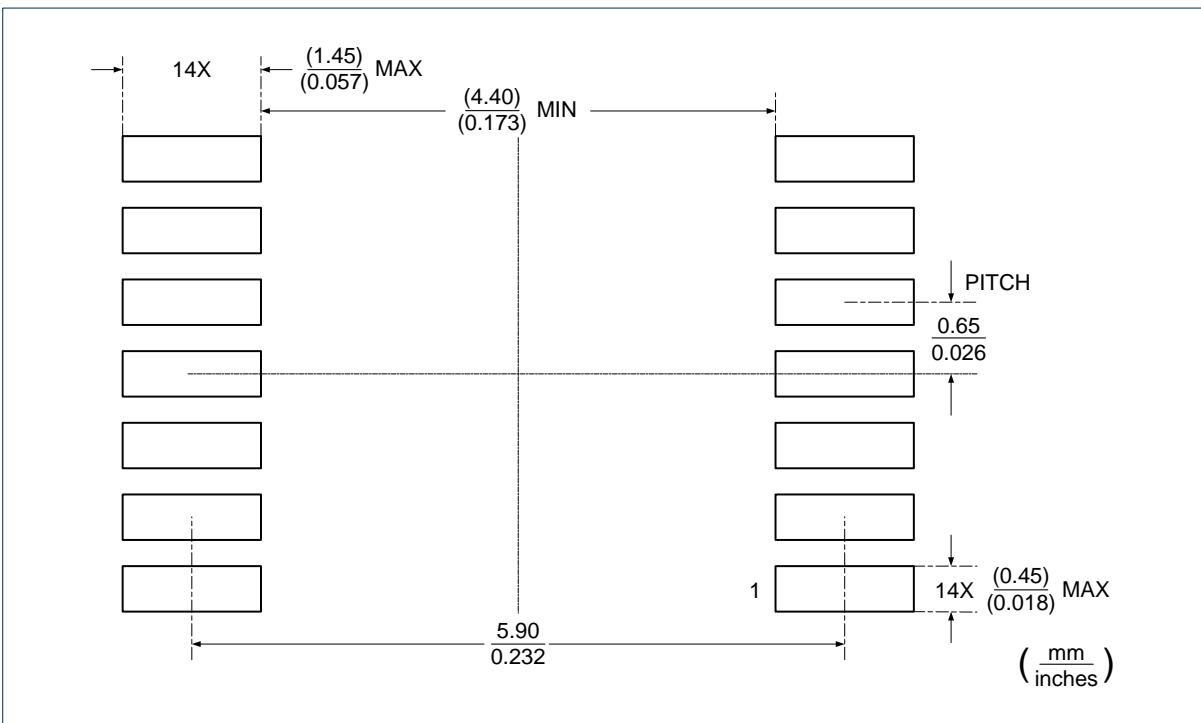 14X
(1.45)
(0.057)
MAX
(4.40)
(0.173)
MIN
PITCH
0.65
0.026
1
14X
(0.45)
(0.018)
MAX
5.90
0.232
(mm
inches)